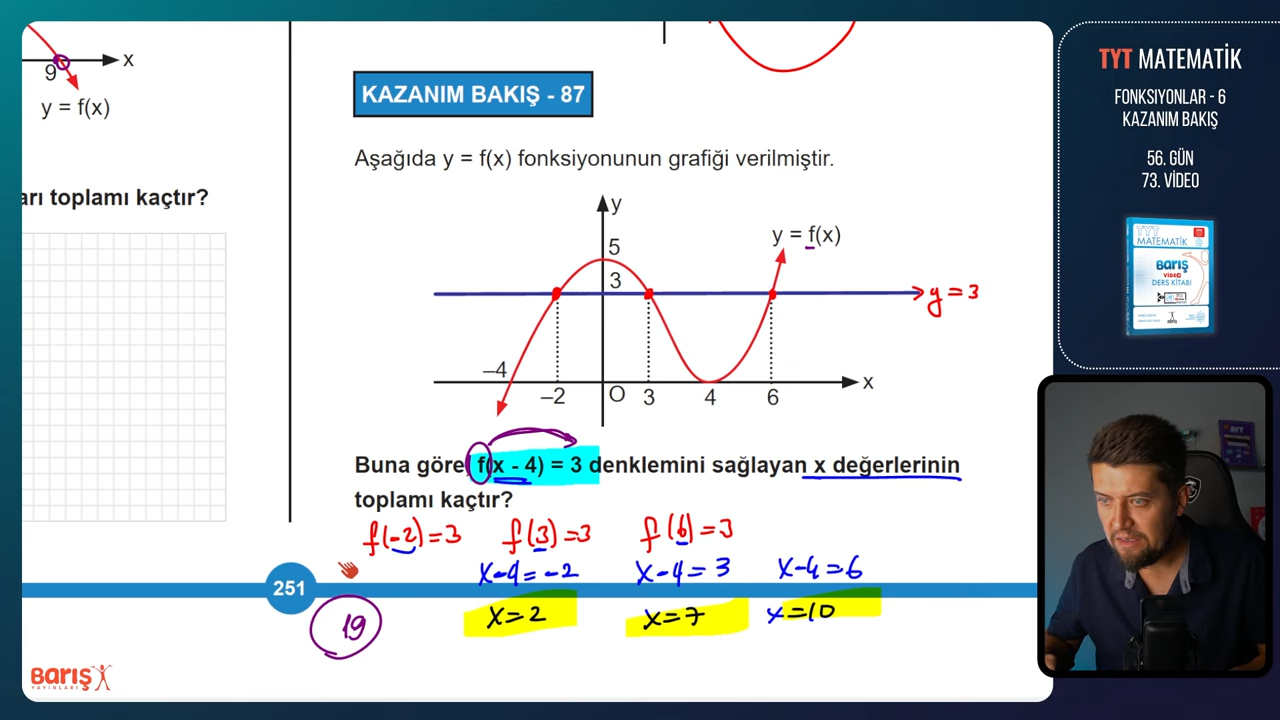 9
x
y = f(x)
arı toplamı kaçtır?
KAZANIM BAKIŞ - 87
Aşağıda y = f(x) fonksiyonunun grafiği verilmiştir.
y
5
y = f(x)
3
y = 3
–4
x
–2
O
3
4
6
Buna göre f(x - 4) = 3 denklemini sağlayan x değerlerinin
toplamı kaçtır?
f(-2)=3 f(3)=3 f(6)=3
x-4=-2 x-4=3 x-4=6
x=2 x=7 x=10
251
19
BARIŞ
YAYINLARI
TYT MATEMATİK
FONKSİYONLAR - 6
KAZANIM BAKIŞ
56. GÜN
73. VİDEO
TYT
MATEMATİK
BARIŞ
VİDEO
DERS KİTABI